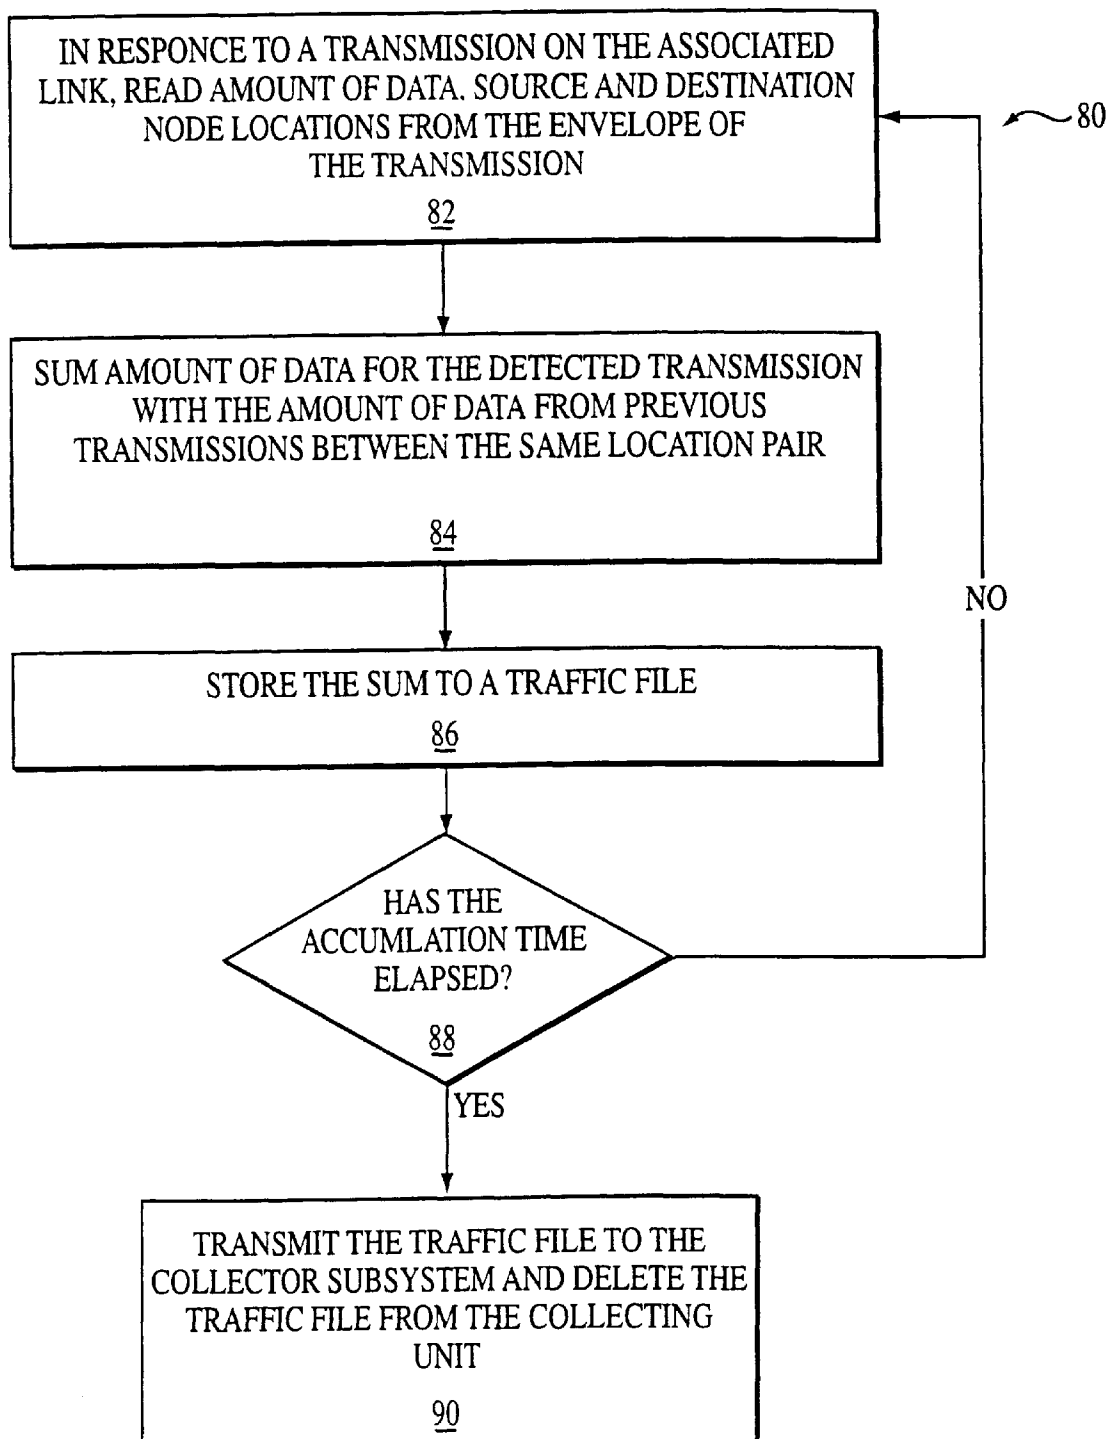 IN RESPONCE TO A TRANSMISSION ON THE ASSOCIATED
LINK, READ AMOUNT OF DATA. SOURCE AND DESTINATION
NODE LOCATIONS FROM THE ENVELOPE OF
THE TRANSMISSION
82
80
SUM AMOUNT OF DATA FOR THE DETECTED TRANSMISSION
WITH THE AMOUNT OF DATA FROM PREVIOUS
TRANSMISSIONS BETWEEN THE SAME LOCATION PAIR
84
NO
STORE THE SUM TO A TRAFFIC FILE
86
HAS THE
ACCUMLATION TIME
ELAPSED?
88
YES
TRANSMIT THE TRAFFIC FILE TO THE
COLLECTOR SUBSYSTEM AND DELETE THE
TRAFFIC FILE FROM THE COLLECTING
UNIT
90